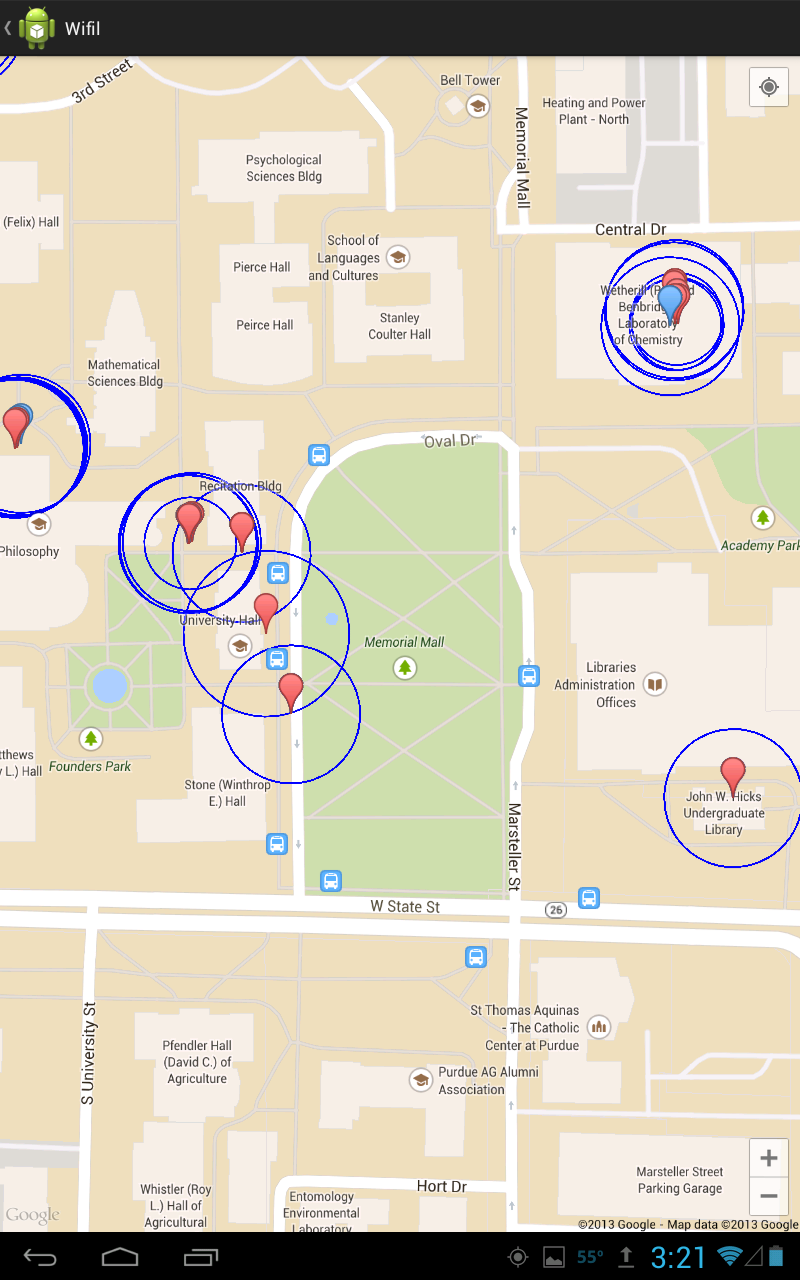 Wifil
3rd Street
Bell Tower
Memorial Mall
Heating and Power
Plant - North
Psychological
Sciences Bldg
(Felix) Hall
Central Dr
School of
Languages
and Cultures
Pierce Hall
Peirce Hall
Stanley
Coulter Hall
Wetherill
Laboratory
of Chemistry
Mathematical
Sciences Bldg
Oval Dr
Recitation Bldg
Philosophy
Academy Park
University Hall
Memorial Mall
Libraries
Administration
Offices
Founders Park
L.) Hall
Stone (Winthrop
E.) Hall
John W. Hicks
Undergraduate
Library
Marsteller St
W State St
26
St Thomas Aquinas
- The Catholic
Center at Purdue
S University St
Pfendler Hall
(David C.) of
Agriculture
Purdue AG Alumni
Association
Whistler (Roy
L.) Hall of
Agricultural
Hort Dr
Entomology
Environmental
Laboratory
Marsteller Street
Parking Garage
Google
©2013 Google - Map data ©2013 Google
55°
3:21